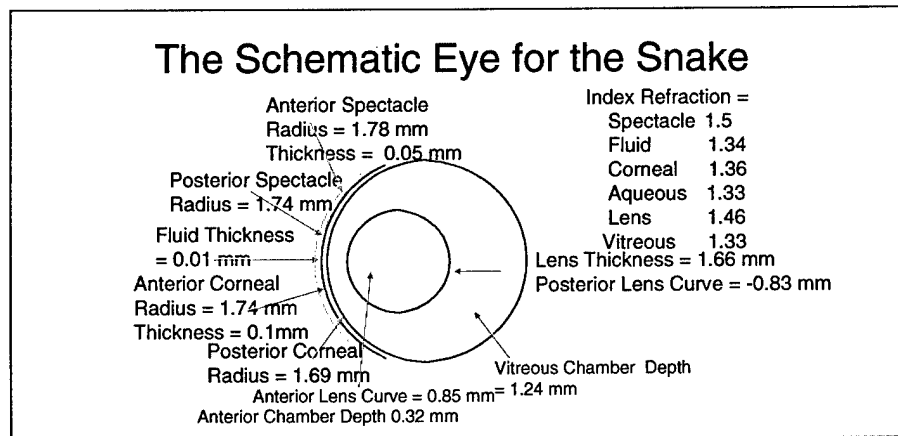 The Schematic Eye for the Snake
Anterior Spectacle
Radius = 1.78 mm
Thickness = 0.05 mm
Posterior Spectacle
Radius = 1.74 mm
Fluid Thickness
= 0.01 mm
Anterior Corneal
Radius = 1.74 mm
Thickness = 0.1mm
Posterior Corneal
Radius = 1.69 mm
Anterior Lens Curve = 0.85 mm
Anterior Chamber Depth 0.32 mm
Index Refraction =
Spectacle 1.5
Fluid 1.34
Corneal 1.36
Aqueous 1.33
Lens 1.46
Vitreous 1.33
Lens Thickness = 1.66 mm
Posterior Lens Curve = -0.83 mm
Vitreous Chamber Depth
= 1.24 mm